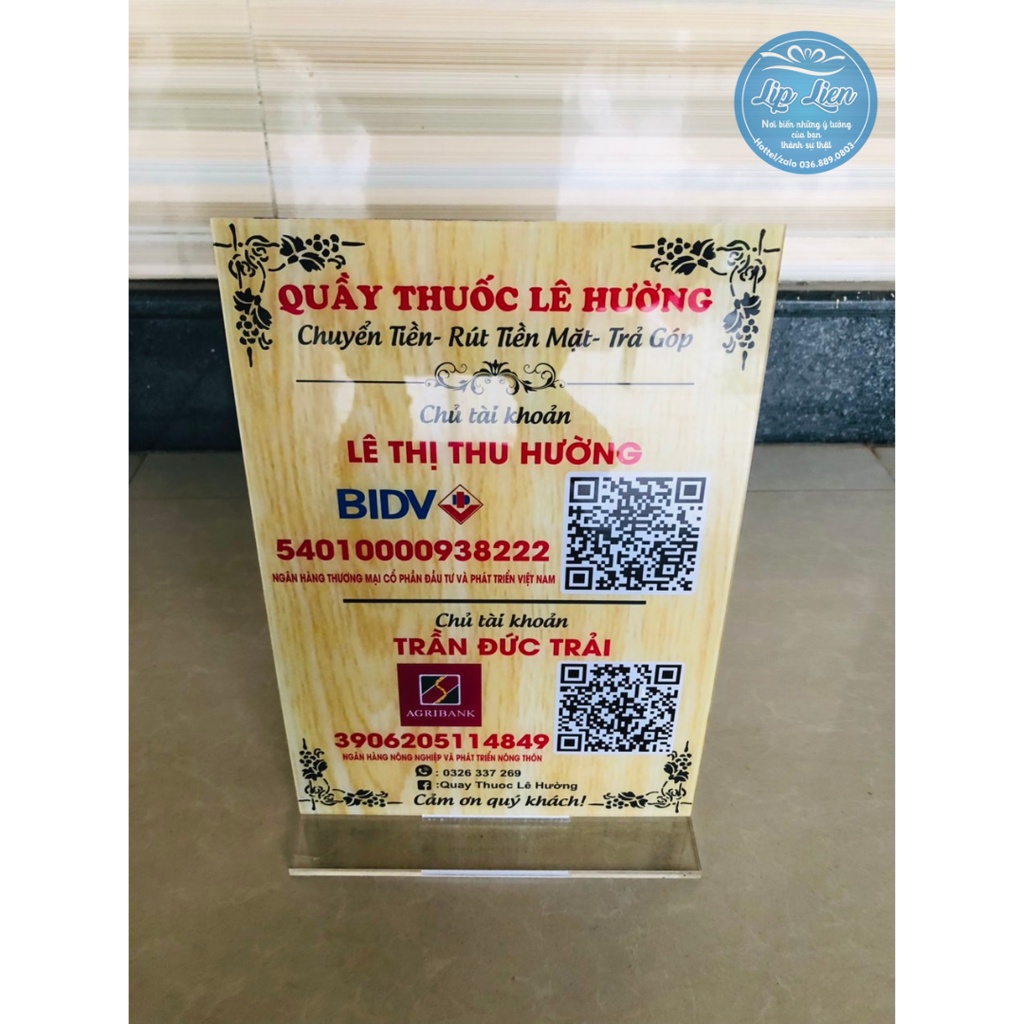 Lip Lien
Nơi biến những ý tưởng
của bạn
thành sự thật
Hottel/zalo 036.889.0803
QUẦY THUỐC LÊ HƯỜNG
Chuyển Tiền- Rút Tiền Mặt- Trả Góp
Chủ tài khoản
LÊ THỊ THU HƯỜNG
BIDV
54010000938222
NGÂN HÀNG THƯƠNG MẠI CỔ PHẦN ĐẦU TƯ VÀ PHÁT TRIỂN VIỆT NAM
Chủ tài khoản
TRẦN ĐỨC TRẢI
AGRIBANK
3906205114849
NGÂN HÀNG NÔNG NGHIỆP VÀ PHÁT TRIỂN NÔNG THÔN
: 0326 337 269
:Quay Thuoc Lê Hường
Cảm ơn quý khách!